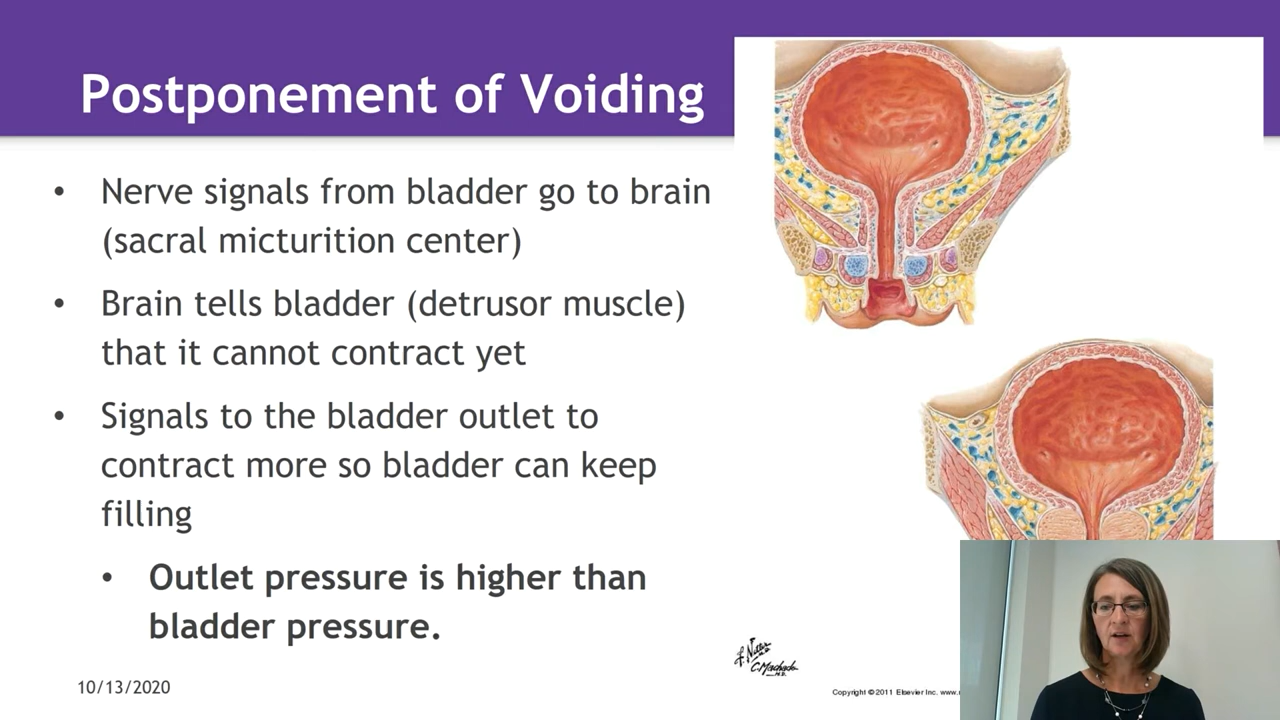 Postponement of Voiding
• Nerve signals from bladder go to brain
(sacral micturition center)
• Brain tells bladder (detrusor muscle)
that it cannot contract yet
• Signals to the bladder outlet to
contract more so bladder can keep
filling
• Outlet pressure is higher than
bladder pressure.
10/13/2020
F. Netter M.D.
C. Machado
M.D.
Copyright © 2011 Elsevier Inc. www.